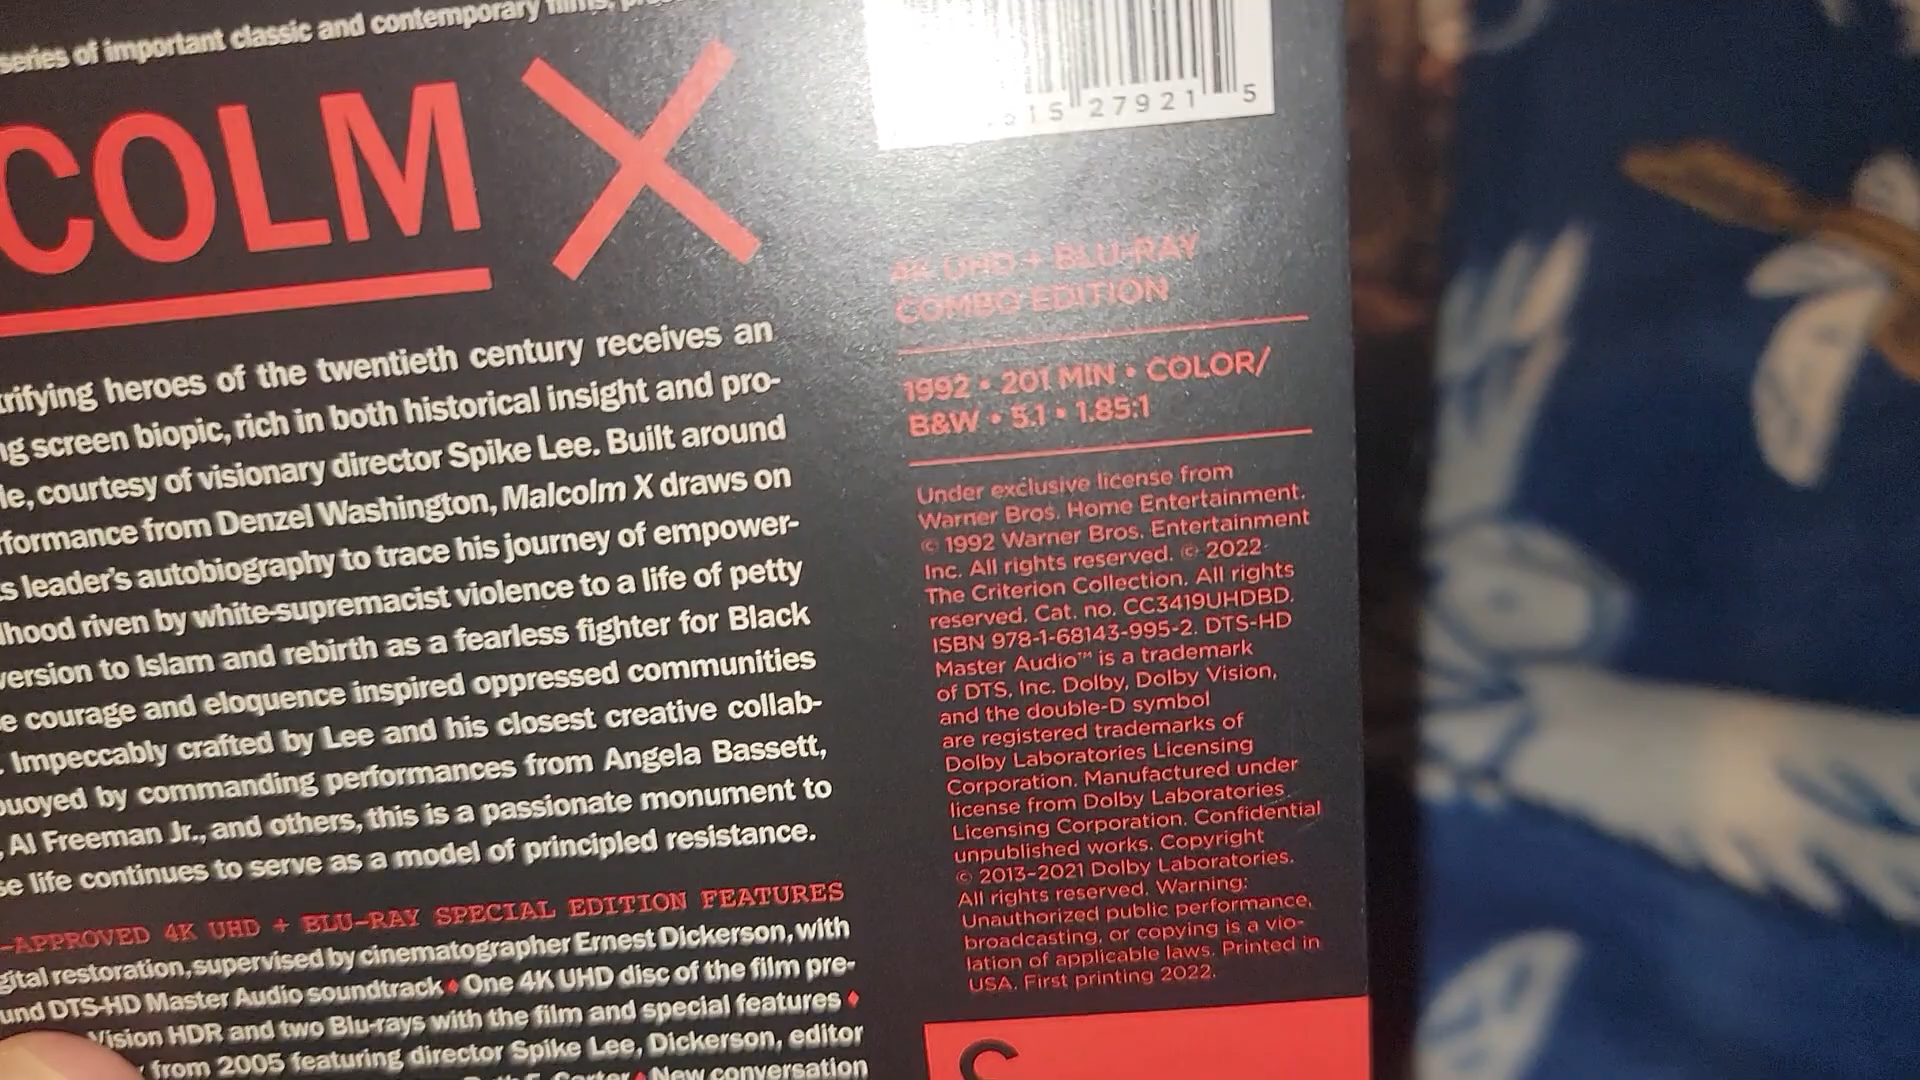 series of important classic and contemporary films,
COLM X
rifying heroes of the twentieth century receives an
ng screen biopic, rich in both historical insight and pro-
le, courtesy of visionary director Spike Lee. Built around
rformance from Denzel Washington, Malcolm X draws on
s leader's autobiography to trace his journey of empower-
lhood riven by white-supremacist violence to a life of petty
version to Islam and rebirth as a fearless fighter for Black
e courage and eloquence inspired oppressed communities
. Impeccably crafted by Lee and his closest creative collab-
buoyed by commanding performances from Angela Bassett,
, Al Freeman Jr., and others, this is a passionate monument to
se life continues to serve as a model of principled resistance.
-APPROVED 4K UHD + BLU-RAY SPECIAL EDITION FEATURES
gital restoration, supervised by cinematographer Ernest Dickerson, with
und DTS-HD Master Audio soundtrack ♦ One 4K UHD disc of the film pre-
Vision HDR and two Blu-rays with the film and special features ♦
from 2005 featuring director Spike Lee, Dickerson, editor
♦ New conversation
15 27921 5
4K UHD + BLU-RAY
COMBO EDITION
1992 • 201 MIN • COLOR/
B&W • 5.1 • 1.85:1
Under exclusive license from
Warner Bros. Home Entertainment.
© 1992 Warner Bros. Entertainment
Inc. All rights reserved. © 2022
The Criterion Collection. All rights
reserved. Cat. no. CC3419UHDBD.
ISBN 978-1-68143-995-2. DTS-HD
Master Audio™ is a trademark
of DTS, Inc. Dolby, Dolby Vision,
and the double-D symbol
are registered trademarks of
Dolby Laboratories Licensing
Corporation. Manufactured under
license from Dolby Laboratories
Licensing Corporation. Confidential
unpublished works. Copyright
© 2013-2021 Dolby Laboratories.
All rights reserved. Warning:
Unauthorized public performance,
broadcasting, or copying is a vio-
lation of applicable laws. Printed in
USA. First printing 2022.